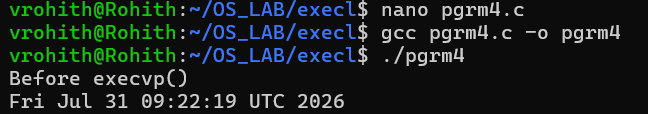 vrohith@Rohith:~/OS_LAB/execl$ nano pgrm4.c
vrohith@Rohith:~/OS_LAB/execl$ gcc pgrm4.c -o pgrm4
vrohith@Rohith:~/OS_LAB/execl$ ./pgrm4
Before execvp()
Fri Jul 31 09:22:19 UTC 2026